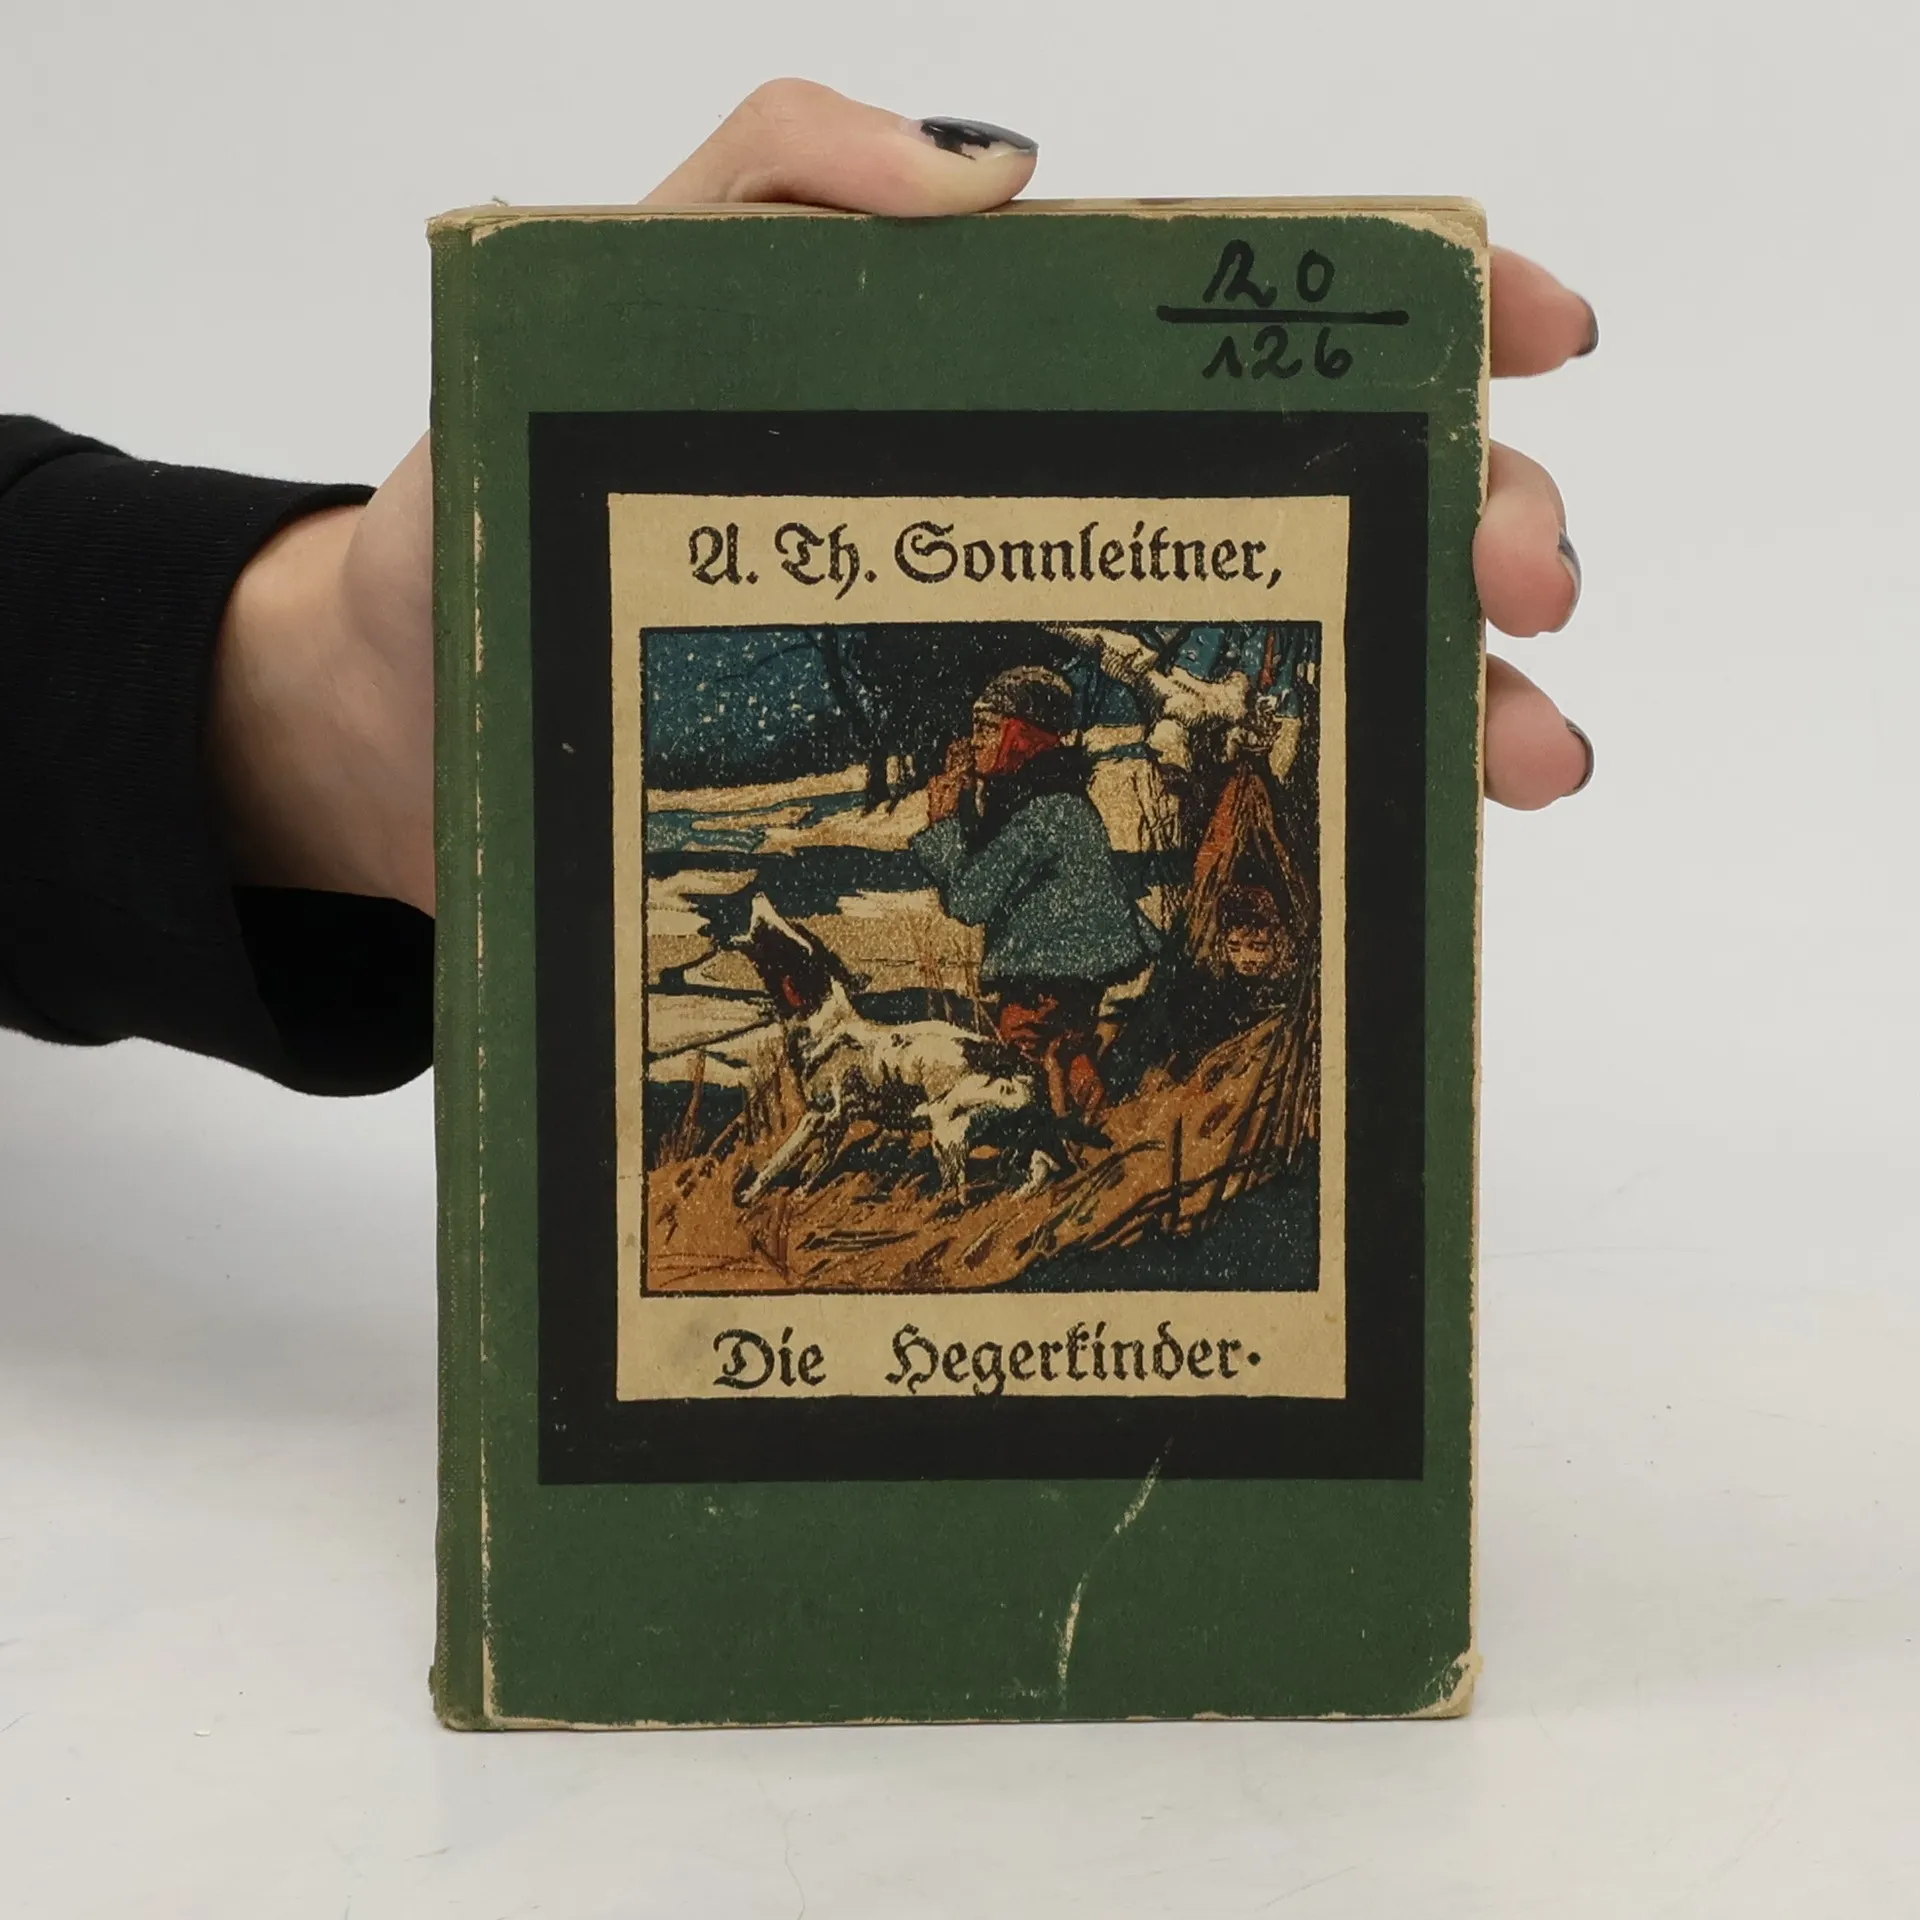 20
126
A. Th. Sonnleitner,
Die Hegerkinder.